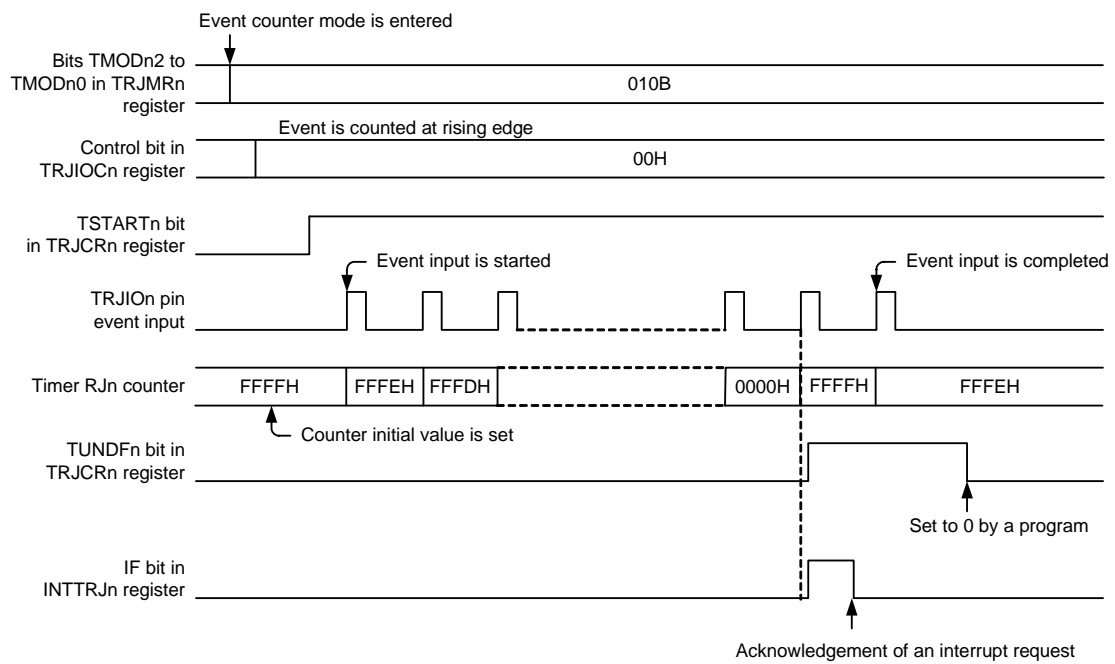 Event counter mode is entered
Bits TMODn2 to
TMODn0 in TRJMRn
register
010B
Event is counted at rising edge
Control bit in
TRJIOCn register
00H
TSTARTn bit
in TRJCRn register
Event input is started
Event input is completed
TRJIOn pin
event input
Timer RJn counter
FFFFH
FFFEH
FFFDH
0000H
FFFFH
FFFEH
Counter initial value is set
TUNDFn bit in
TRJCRn register
Set to 0 by a program
IF bit in
INTTRJn register
Acknowledgement of an interrupt request